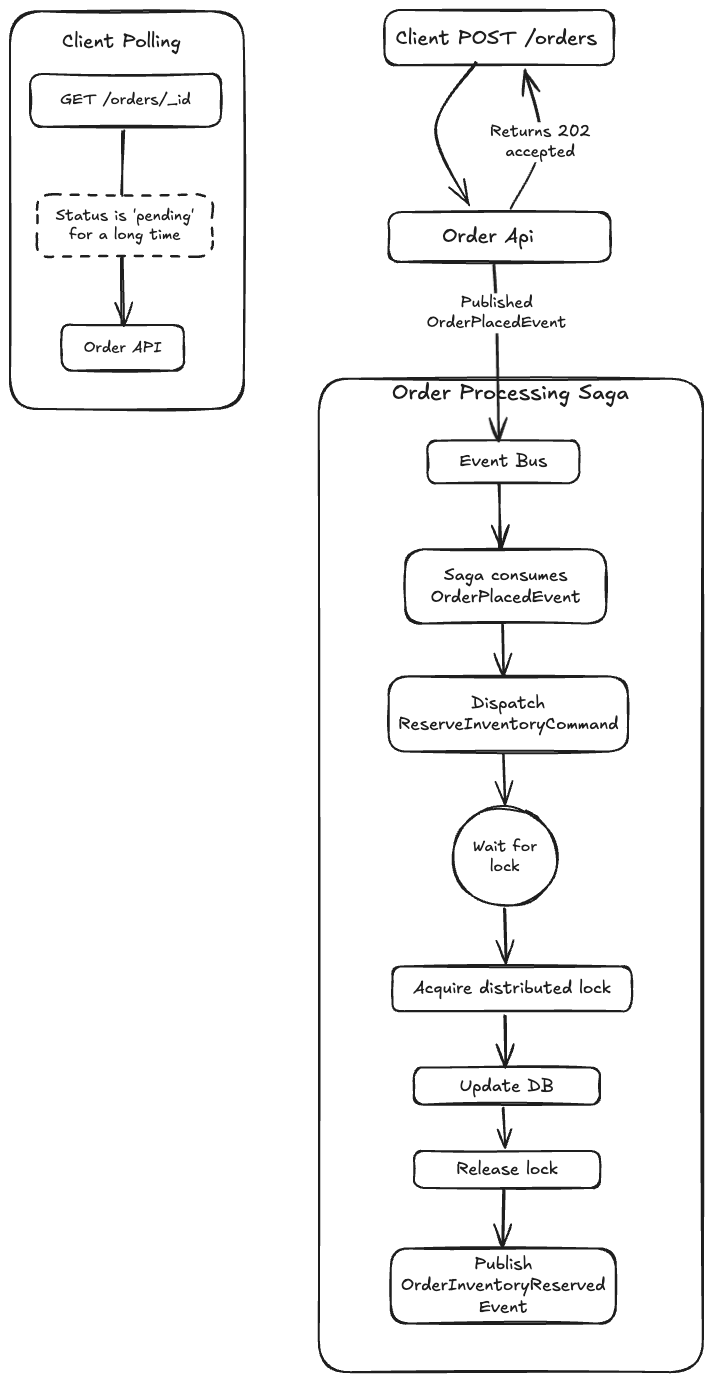 Client Polling
GET /orders/_id
Status is 'pending'
for a long time
Order API
Client POST /orders
Returns 202
accepted
Order Api
Published
OrderPlacedEvent
Order Processing Saga
Event Bus
Saga consumes
OrderPlacedEvent
Dispatch
ReserveInventoryCommand
Wait for
lock
Acquire distributed lock
Update DB
Release lock
Publish
OrderInventoryReserved
Event